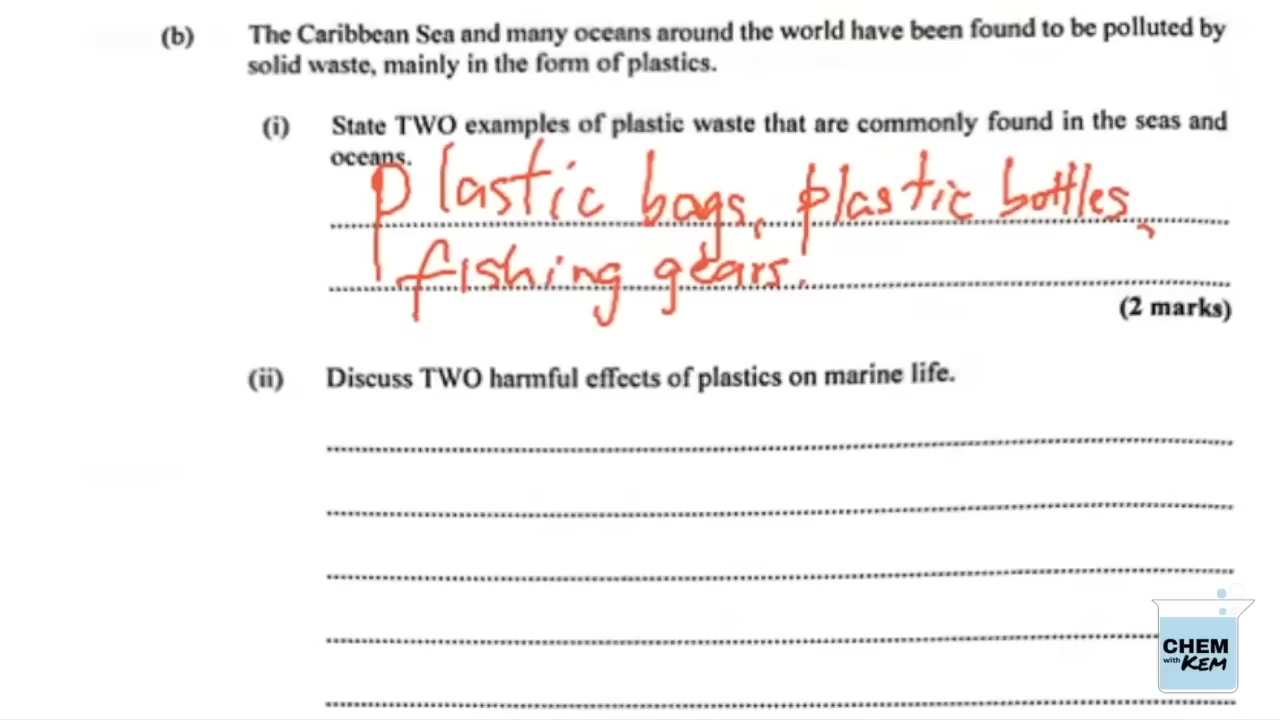 (b) The Caribbean Sea and many oceans around the world have been found to be polluted by
solid waste, mainly in the form of plastics.
(i) State TWO examples of plastic waste that are commonly found in the seas and
oceans.
Plastic bags, plastic bottles,
fishing gears.
(2 marks)
(ii) Discuss TWO harmful effects of plastics on marine life.
CHEM
with KEM